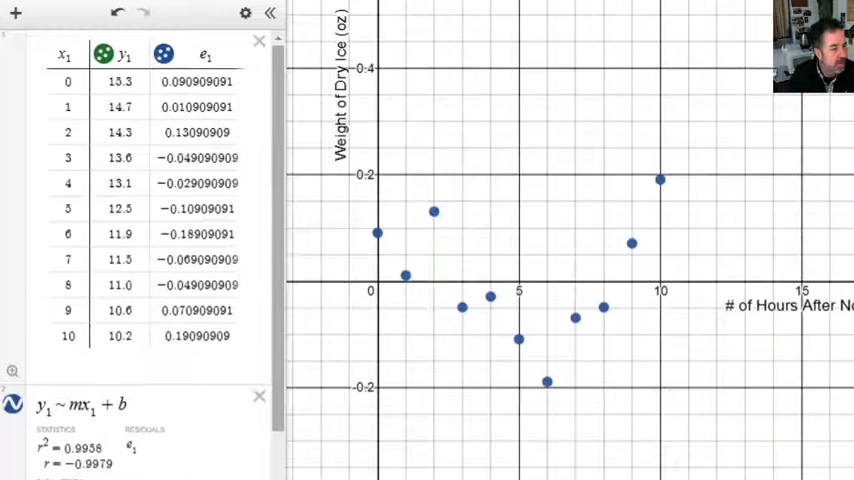 x₁ y₁ e₁
0 15.3 0.090909091
1 14.7 0.010909091
2 14.3 0.13090909
3 13.6 −0.049090909
4 13.1 −0.029090909
5 12.5 −0.10909091
6 11.9 −0.18909091
7 11.5 −0.069090909
8 11.0 −0.049090909
9 10.6 0.070909091
10 10.2 0.19090909
2
y₁ ~ mx₁ + b
STATISTICS RESIDUALS
r² = 0.9958 e₁
r = −0.9979
Weight of Dry Ice (oz)
0.4
0.2
0 5 10 15
# of Hours After No
-0.2